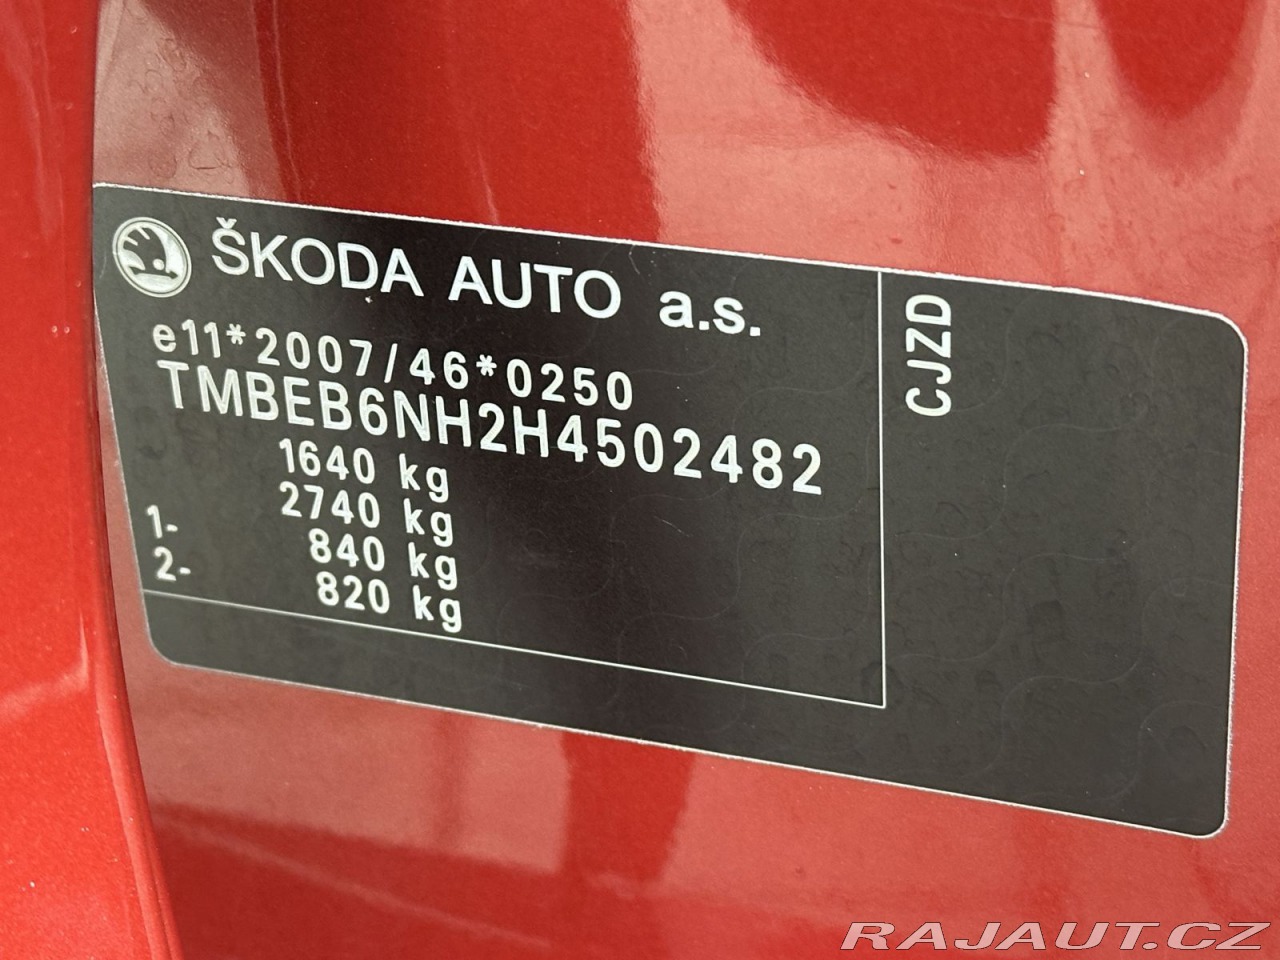 ŠKODA AUTO a.s.
e11*2007/46*0250
TMBEB6NH2H4502482
1640 kg
2740 kg
1- 840 kg
2- 820 kg
CJZD
RAJAUT.CZ